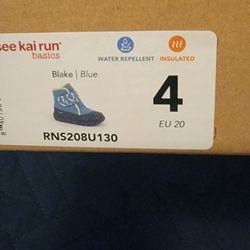 see kai run
basics
WATER REPELLENT
INSULATED
Blake | Blue
4
EU 20
RNS208U130